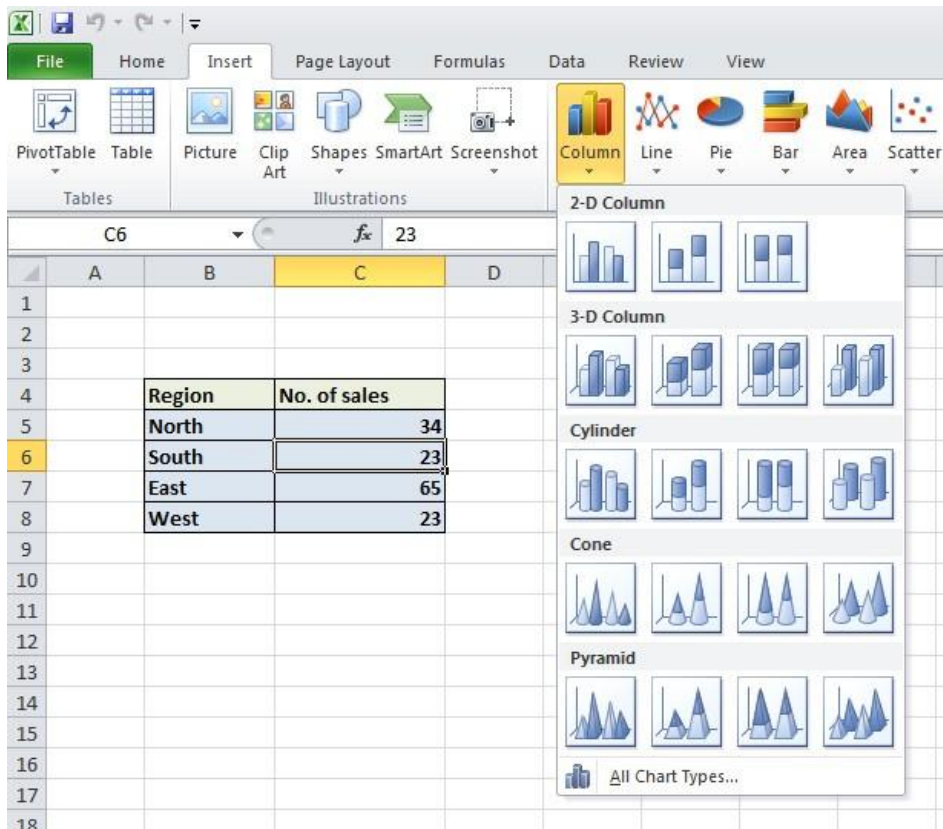 File Home Insert Page Layout Formulas Data Review View
PivotTable Table Picture Clip Art Shapes SmartArt Screenshot Column Line Pie Bar Area Scatter
Tables Illustrations
2-D Column
C6 fx 23
A B C D
1
2
3
3-D Column
4 Region No. of sales
5 North 34
Cylinder
6 South 23
7 East 65
8 West 23
Cone
9
10
11
12
Pyramid
13
14
15
16
All Chart Types...
17
18